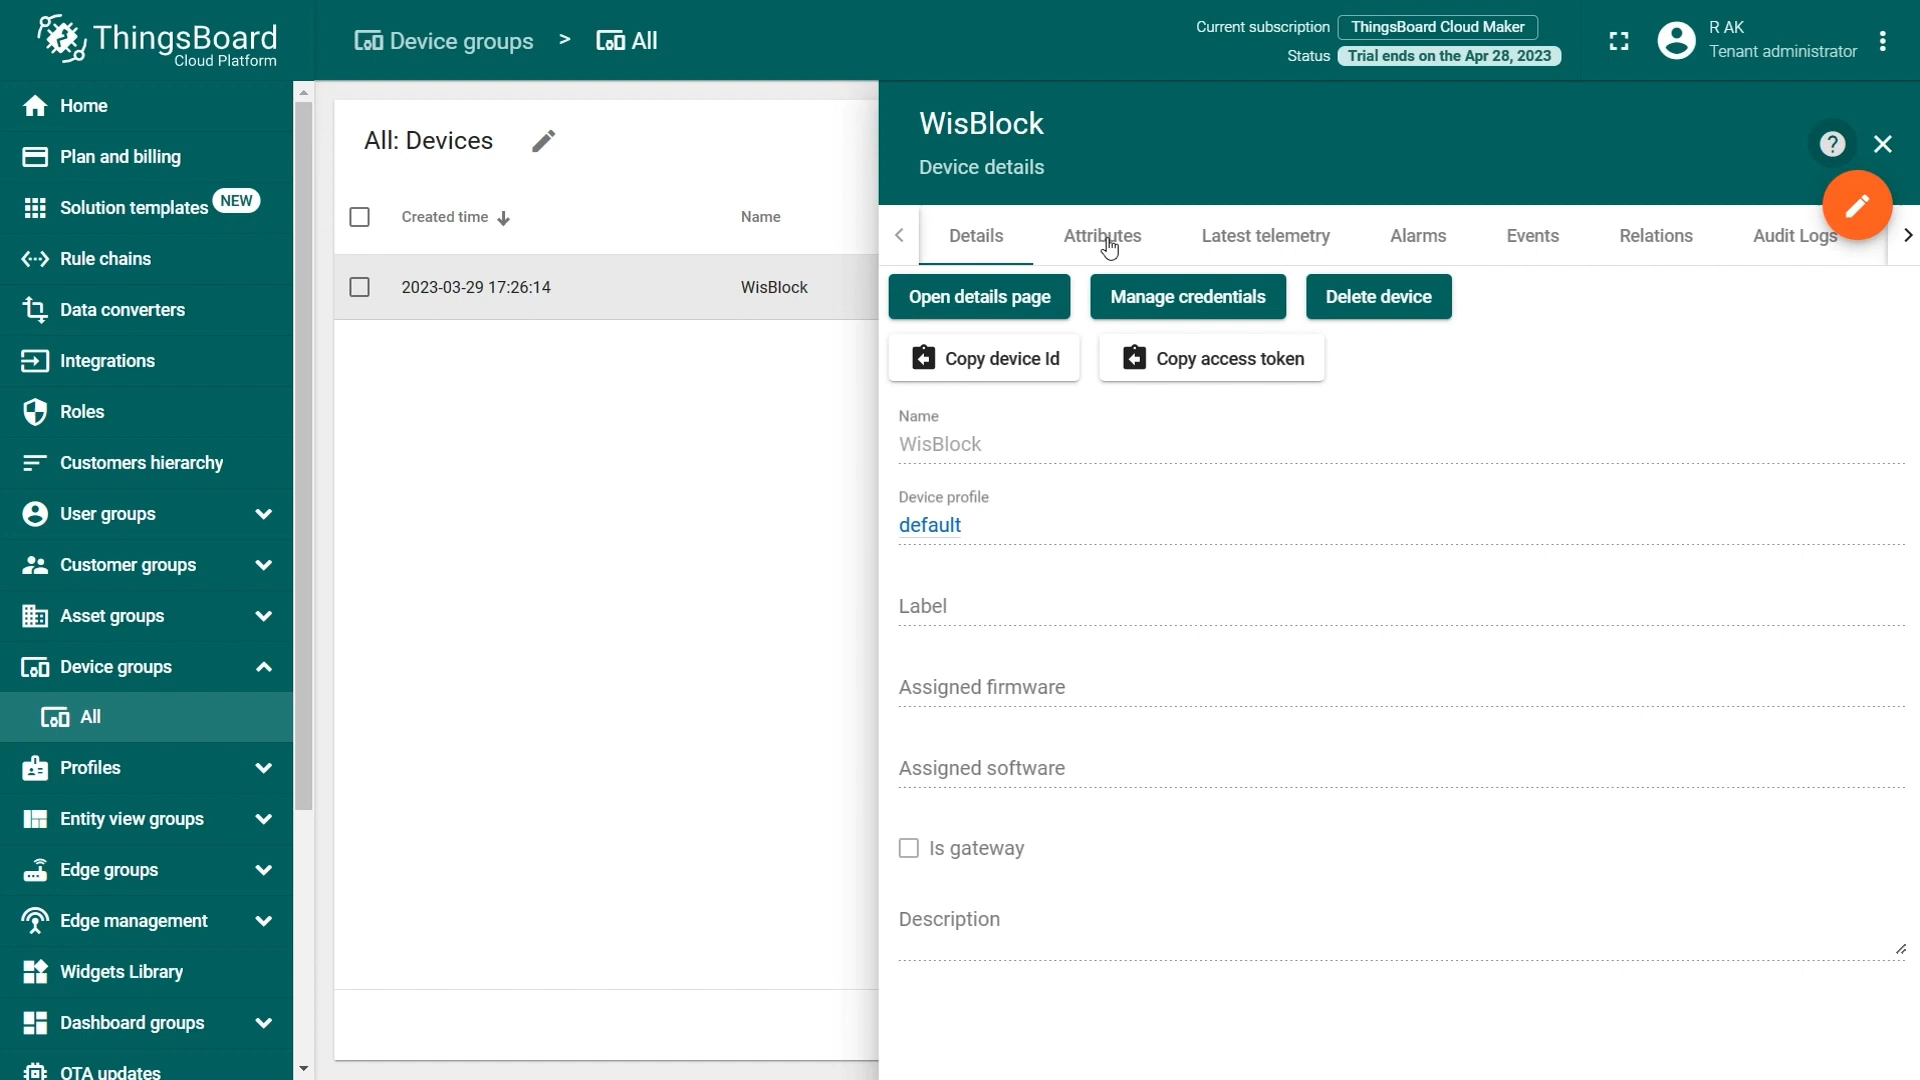 ThingsBoard
Cloud Platform
Device groups > All
Current subscription ThingsBoard Cloud Maker
Status Trial ends on the Apr 28, 2023
R AK
Tenant administrator
Home
Plan and billing
Solution templates NEW
Rule chains
Data converters
Integrations
Roles
Customers hierarchy
User groups
Customer groups
Asset groups
Device groups
All
Profiles
Entity view groups
Edge groups
Edge management
Widgets Library
Dashboard groups
OTA updates
All: Devices
Created time Name
2023-03-29 17:26:14 WisBlock
WisBlock
Device details
?
Details Attributes Latest telemetry Alarms Events Relations Audit Logs
Open details page Manage credentials Delete device
Copy device Id Copy access token
Name
WisBlock
Device profile
default
Label
Assigned firmware
Assigned software
Is gateway
Description